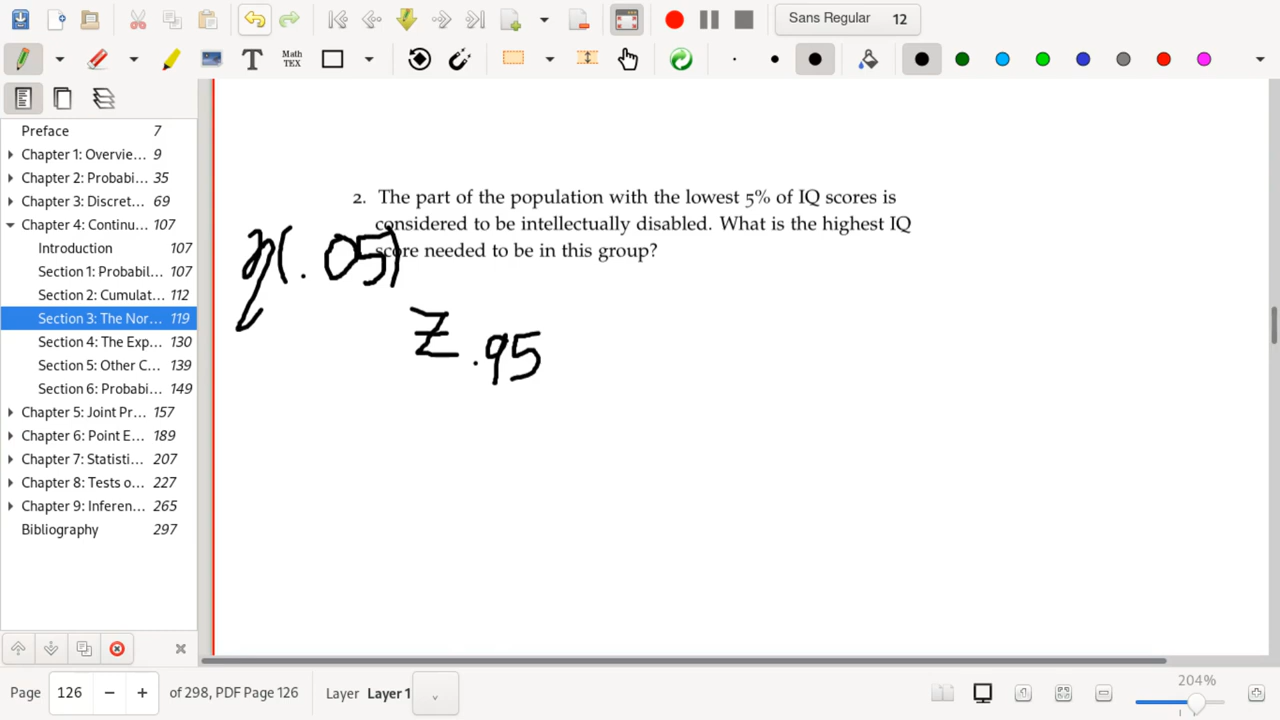 Sans Regular 12
Math
TEX
Preface 7
Chapter 1: Overvie... 9
Chapter 2: Probabi... 35
Chapter 3: Discret... 69
Chapter 4: Continu... 107
Introduction 107
Section 1: Probabil... 107
Section 2: Cumulat... 112
Section 3: The Nor... 119
Section 4: The Exp... 130
Section 5: Other C... 139
Section 6: Probabi... 149
Chapter 5: Joint Pr... 157
Chapter 6: Point E... 189
Chapter 7: Statisti... 207
Chapter 8: Tests o... 227
Chapter 9: Inferen... 265
Bibliography 297
2. The part of the population with the lowest 5% of IQ scores is
considered to be intellectually disabled. What is the highest IQ
score needed to be in this group?
η(.05)
z.95
Page 126 of 298, PDF Page 126 Layer Layer 1
204%